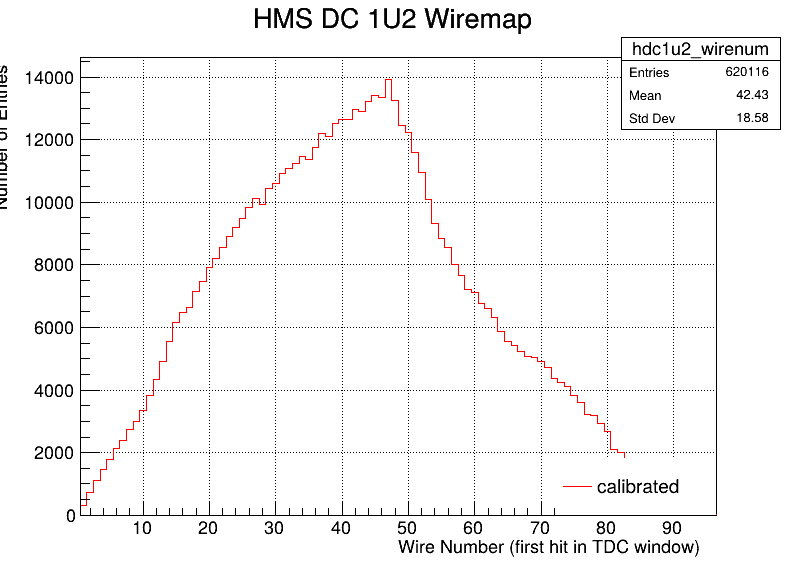 HMS DC 1U2 Wiremap
hdc1u2_wirenum
Entries 620116
Mean 42.43
Std Dev 18.58
Number of Entries
14000
12000
10000
8000
6000
4000
2000
0
calibrated
10 20 30 40 50 60 70 80 90
Wire Number (first hit in TDC window)